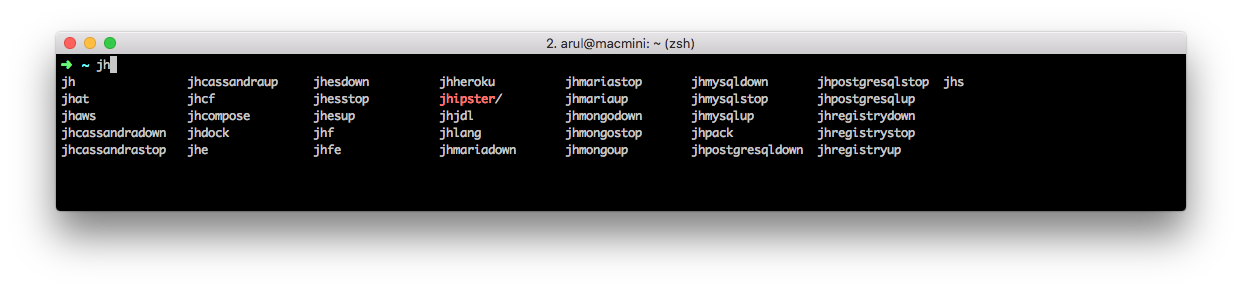 2. arul@macmini: ~ (zsh)
➜ ~ jh
jh jhcassandraup jhesdown jhheroku jhmariastop jhmysqldown jhpostgresqlstop jhs
jhat jhcf jhesstop jhipster/ jhmariaup jhmysqlstop jhpostgresqlup
jhaws jhcompose jhesup jhjdl jhmongodown jhmysqlup jhregistrydown
jhcassandradown jhdock jhf jhlang jhmongostop jhpack jhregistrystop
jhcassandrastop jhe jhfe jhmariadown jhmongoup jhpostgresqldown jhregistryup